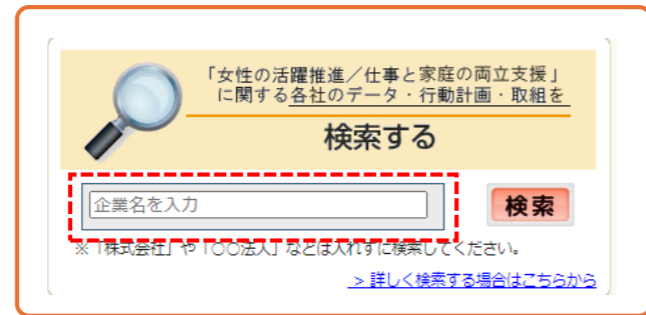 「女性の活躍推進／仕事と家庭の両立支援」
に関する各社のデータ・行動計画・取組を
検索する
企業名を入力
検索
※「株式会社」や「〇〇法人」などは入れずに検索してください。
＞詳しく検索する場合はこちらから